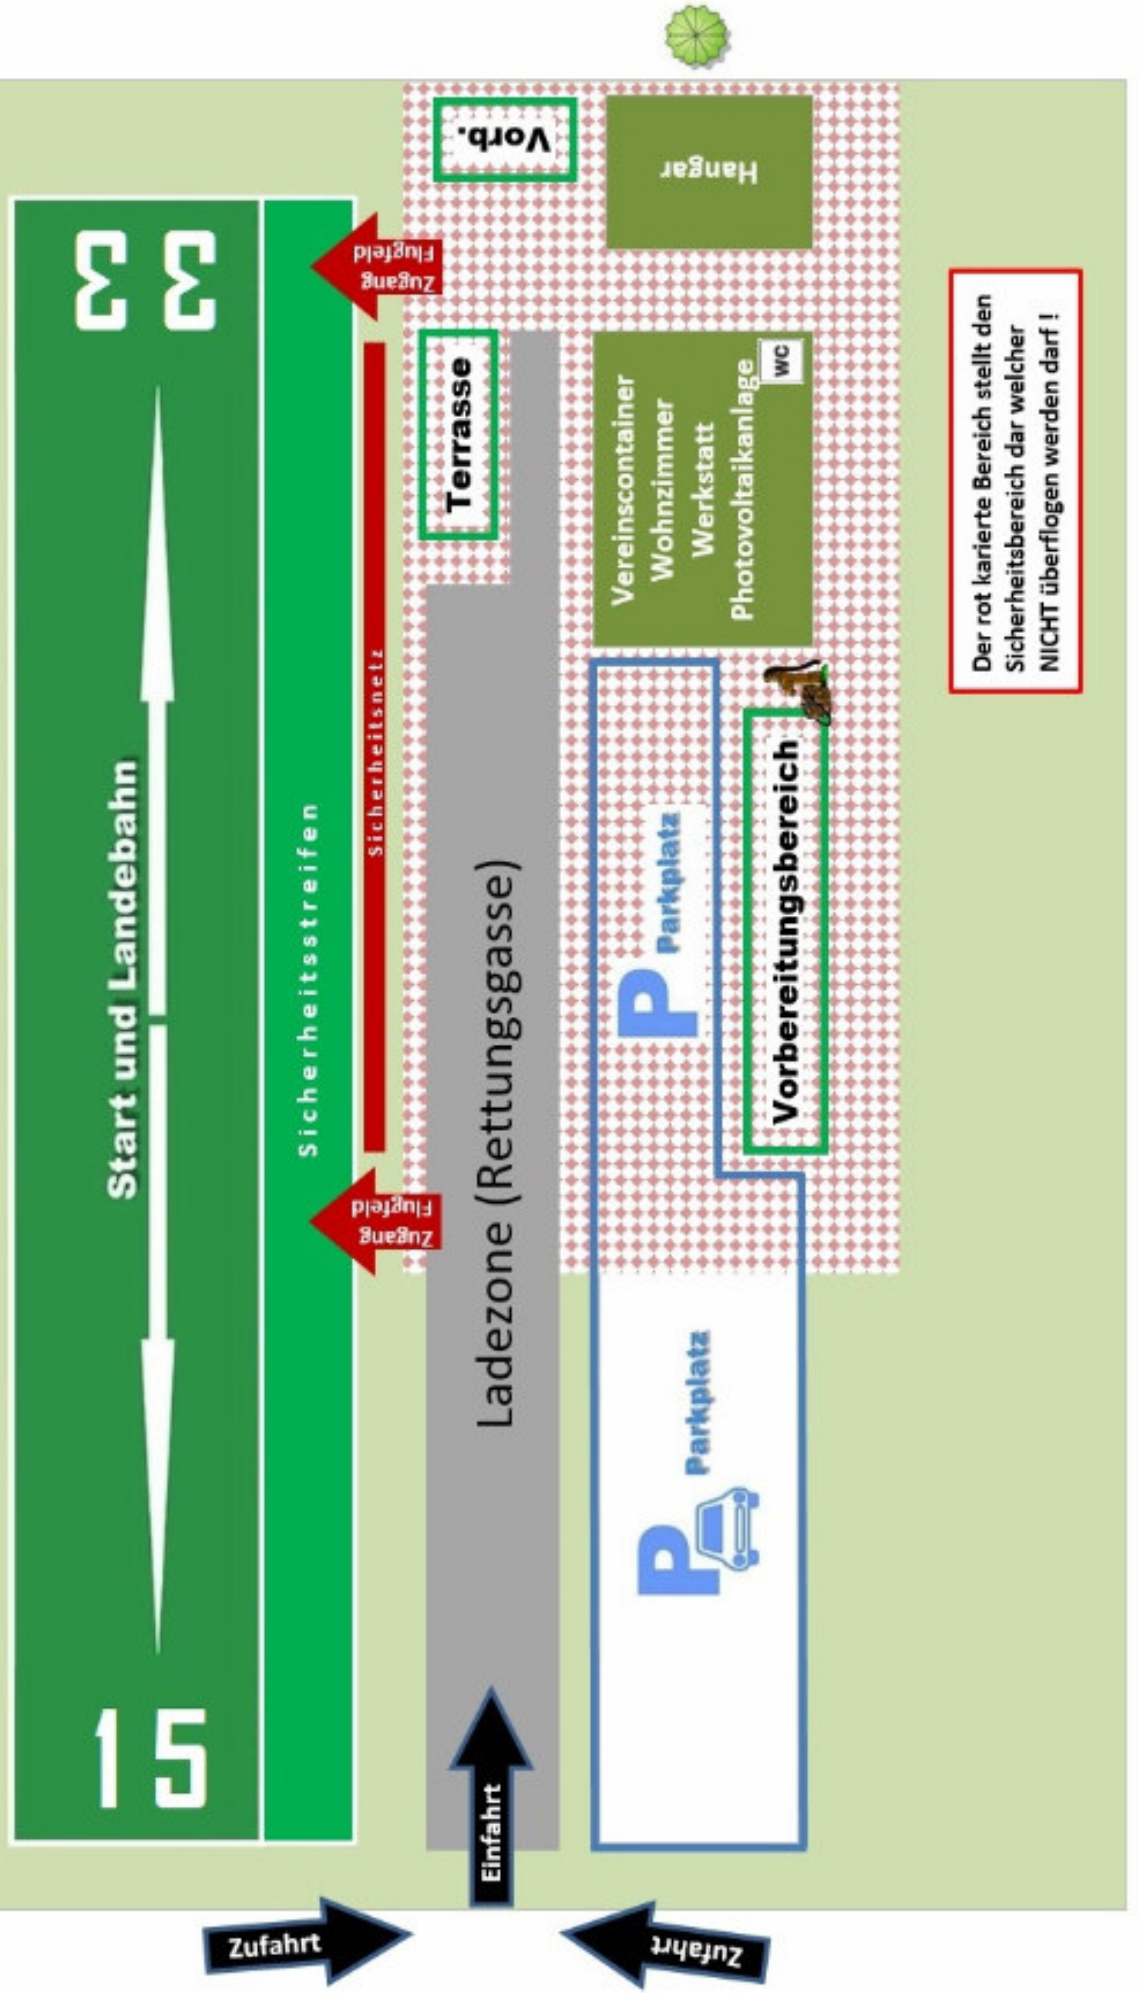 33
15
Start und Landebahn
Sicherheitsstreifen
Sicherheitsnetz
Zugang
Flugfeld
Zugang
Flugfeld
Vorb.
Terrasse
Hangar
Vereinscontainer
Wohnzimmer
Werkstatt
Photovoltaikanlage
WC
Ladezone (Rettungsgasse)
P Parkplatz
Vorbereitungsbereich
P Parkplatz
Einfahrt
Zufahrt
Zufahrt
Der rot karierte Bereich stellt den
Sicherheitsbereich dar welcher
NICHT überflogen werden darf !